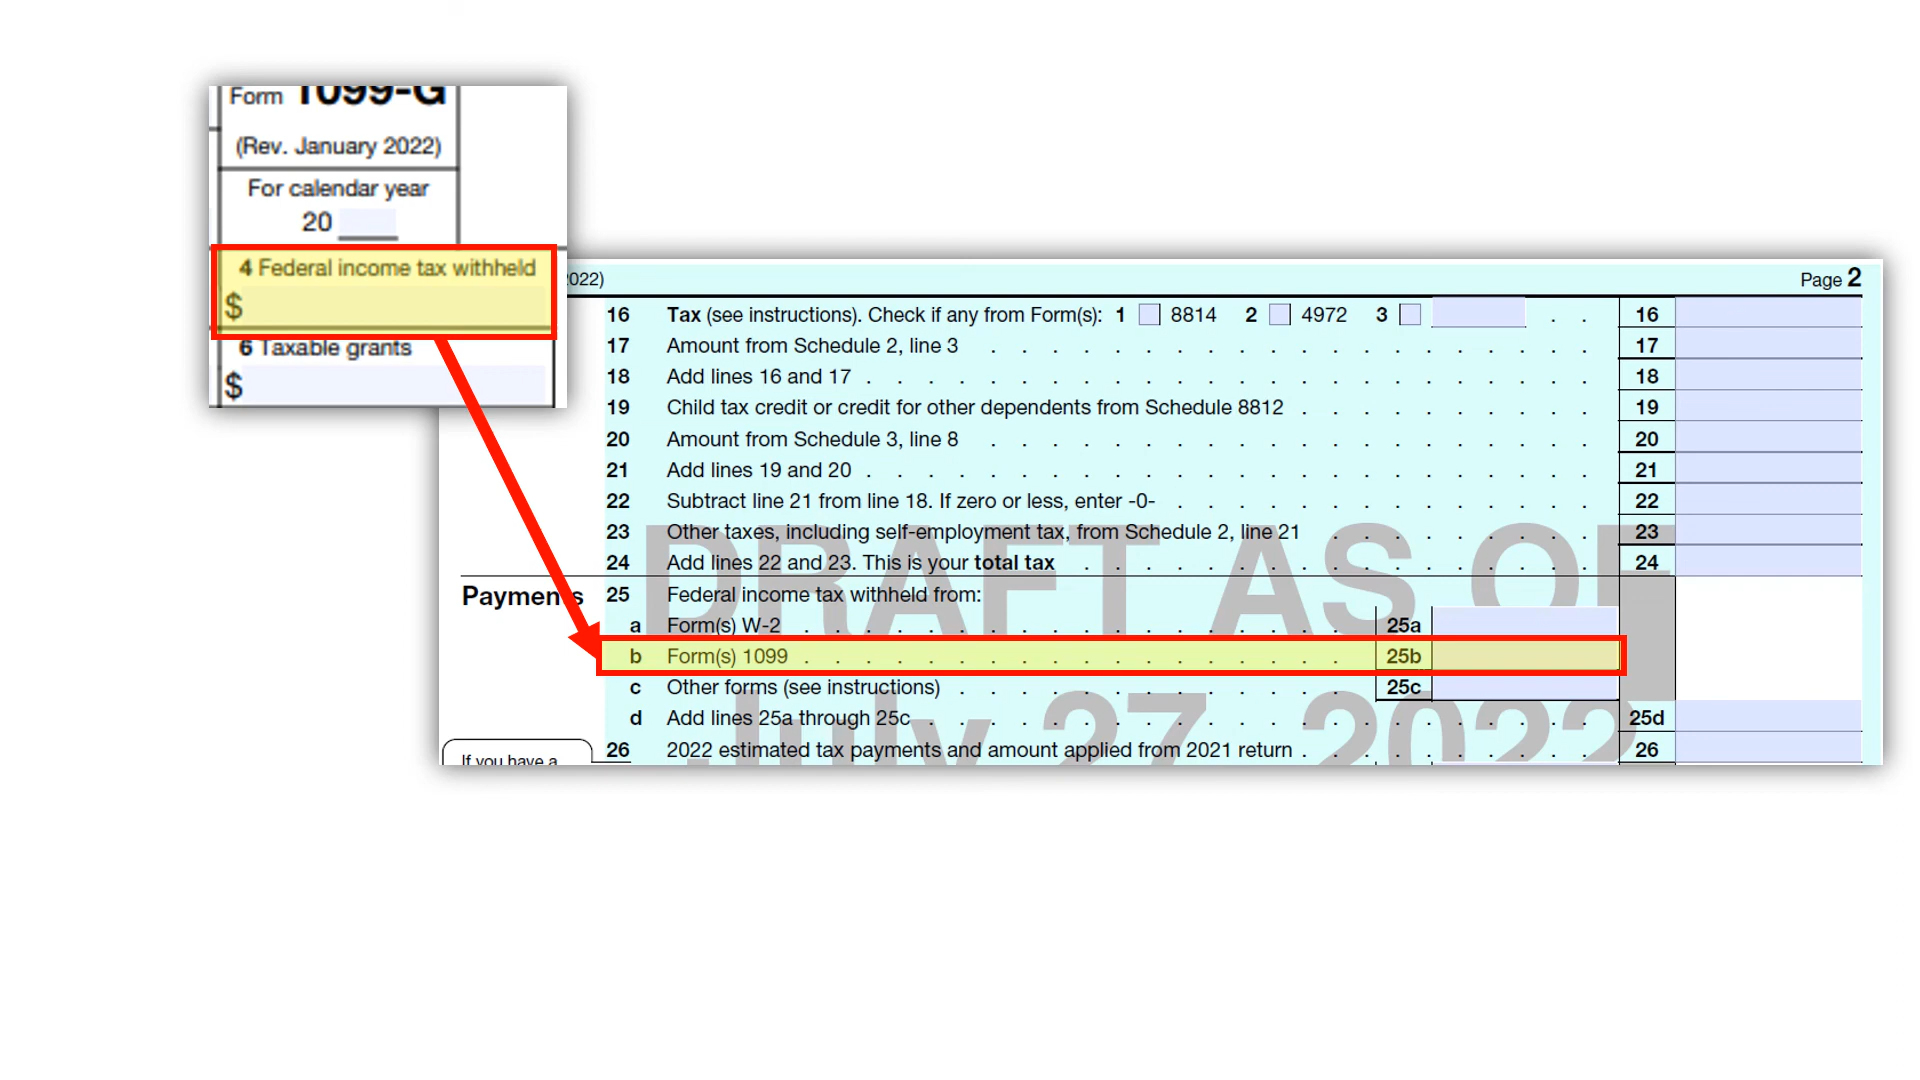 Form 1099-G
(Rev. January 2022)
For calendar year
20
4 Federal income tax withheld
$
6 Taxable grants
$
2022) Page 2
16 Tax (see instructions). Check if any from Form(s): 1 8814 2 4972 3 . . 16
17 Amount from Schedule 2, line 3 . . . . . . . . . . . . . . . . . . . . 17
18 Add lines 16 and 17 . . . . . . . . . . . . . . . . . . . . . . . . 18
19 Child tax credit or credit for other dependents from Schedule 8812 . . . . . . . . . . 19
20 Amount from Schedule 3, line 8 . . . . . . . . . . . . . . . . . . . . 20
21 Add lines 19 and 20 . . . . . . . . . . . . . . . . . . . . . . . . 21
22 Subtract line 21 from line 18. If zero or less, enter -0- . . . . . . . . . . . . . . 22
23 Other taxes, including self-employment tax, from Schedule 2, line 21 . . . . . . . . . 23
24 Add lines 22 and 23. This is your total tax . . . . . . . . . . . . . . . . . 24
Payments 25 Federal income tax withheld from:
a Form(s) W-2 . . . . . . . . . . . . . . . . . . 25a
b Form(s) 1099 . . . . . . . . . . . . . . . . . . 25b
c Other forms (see instructions) . . . . . . . . . . . . . 25c
d Add lines 25a through 25c . . . . . . . . . . . . . . . . . . . . . . 25d
If you have a
26 2022 estimated tax payments and amount applied from 2021 return . . . . . . . . . . 26
DRAFT AS OF
July 27, 2022